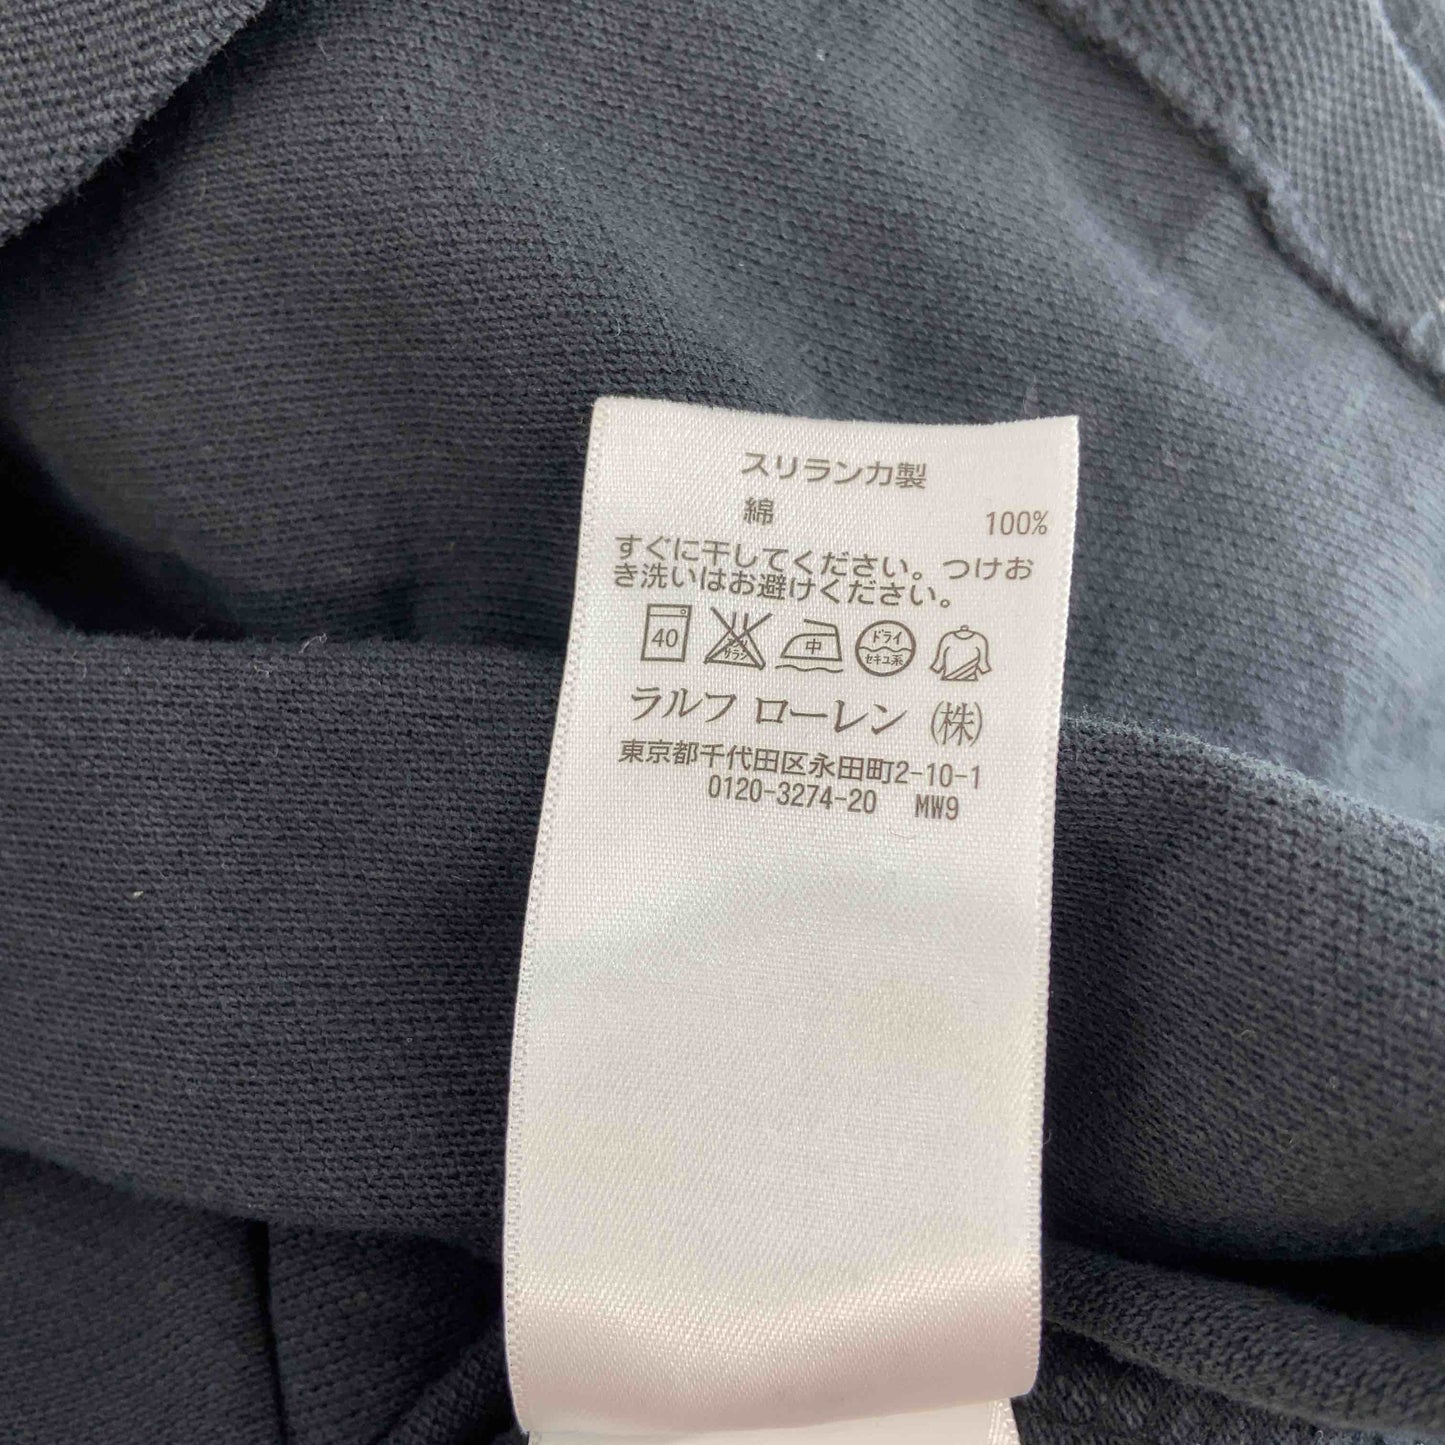 スリランカ製
綿 100%
すぐに干してください。つけお
き洗いはお避けください。
40 サラシ 中 ドライ セキユ系
ラルフ ローレン (株)
東京都千代田区永田町2-10-1
0120-3274-20 MW9